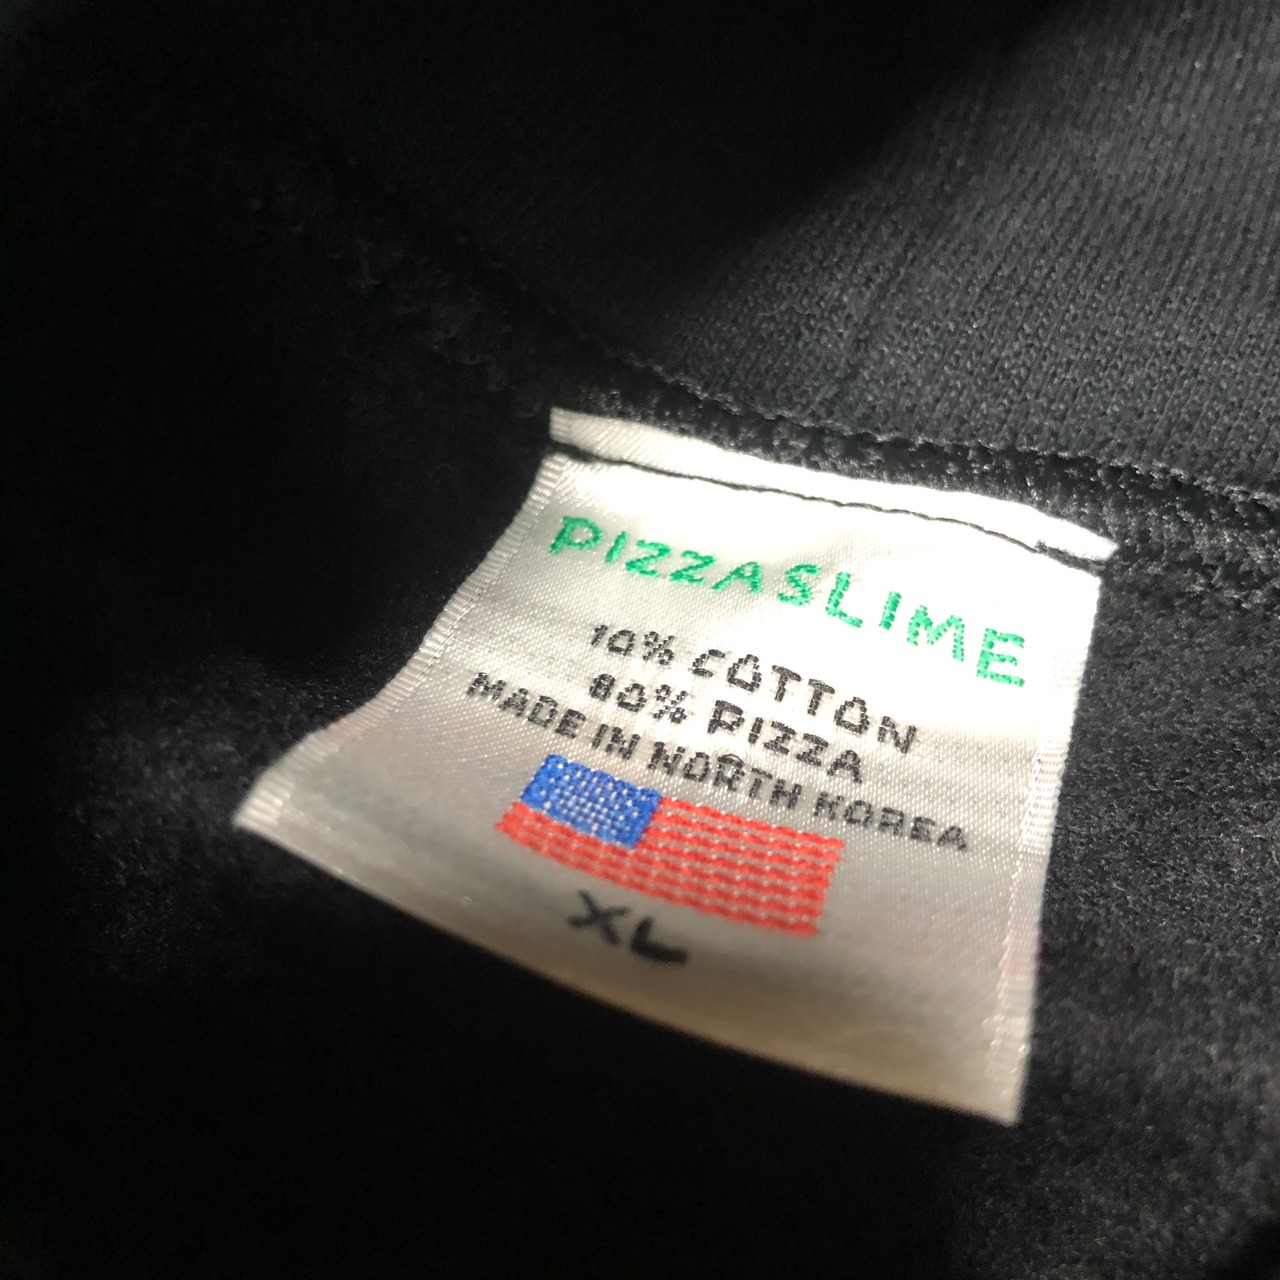 PIZZASLIME
10% COTTON
80% PIZZA
MADE IN NORTH KOREA
XL